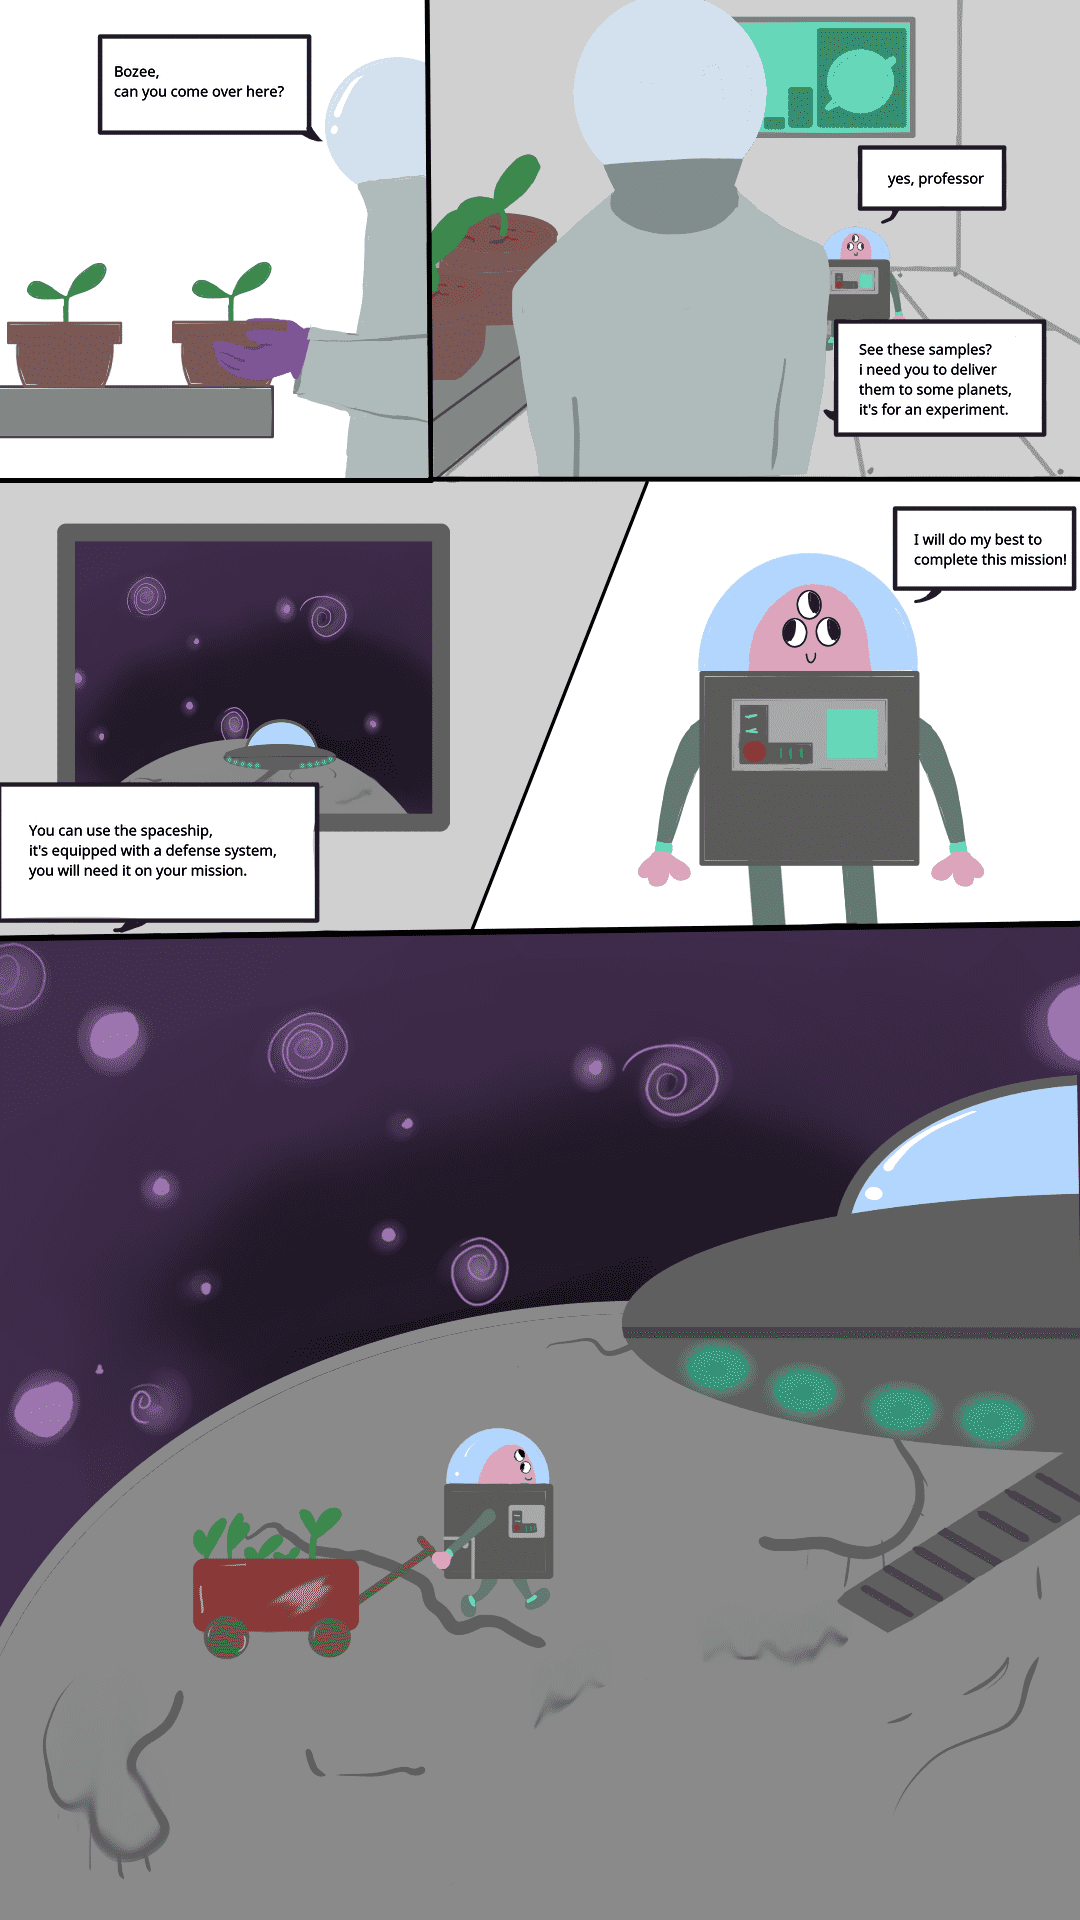 Bozee,
can you come over here?
yes, professor
See these samples?
i need you to deliver
them to some planets,
it's for an experiment.
You can use the spaceship,
it's equipped with a defense system,
you will need it on your mission.
I will do my best to
complete this mission!